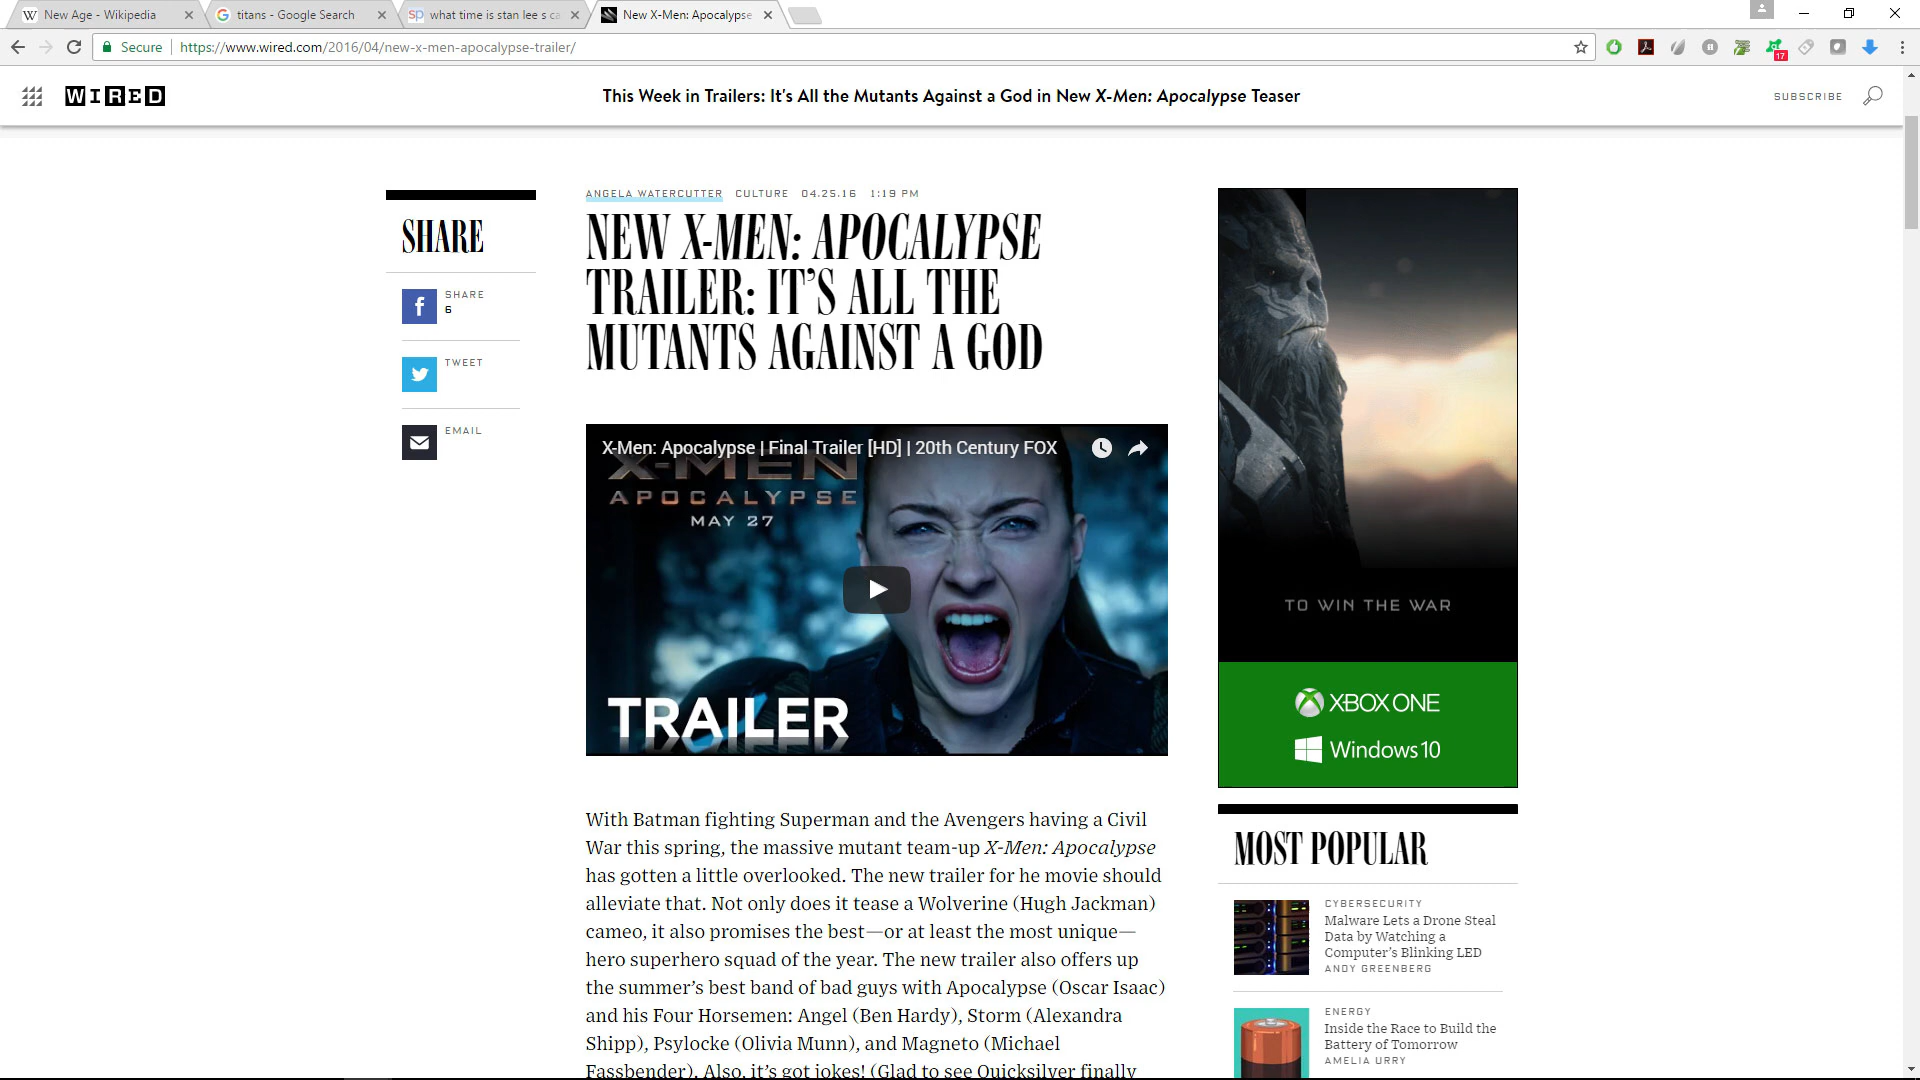 New Age - Wikipedia
titans - Google Search
what time is stan lee s ca
New X-Men: Apocalypse
Secure
https://www.wired.com/2016/04/new-x-men-apocalypse-trailer/
17
WIRED
This Week in Trailers: It's All the Mutants Against a God in New X-Men: Apocalypse Teaser
SUBSCRIBE
SHARE
SHARE
6
TWEET
EMAIL
ANGELA WATERCUTTER CULTURE 04.25.16 1:19 PM
NEW X-MEN: APOCALYPSE
TRAILER: IT'S ALL THE
MUTANTS AGAINST A GOD
X-Men: Apocalypse | Final Trailer [HD] | 20th Century FOX
X-MEN
APOCALYPSE
MAY 27
TRAILER
With Batman fighting Superman and the Avengers having a Civil
War this spring, the massive mutant team-up X-Men: Apocalypse
has gotten a little overlooked. The new trailer for he movie should
alleviate that. Not only does it tease a Wolverine (Hugh Jackman)
cameo, it also promises the best—or at least the most unique—
hero superhero squad of the year. The new trailer also offers up
the summer's best band of bad guys with Apocalypse (Oscar Isaac)
and his Four Horsemen: Angel (Ben Hardy), Storm (Alexandra
Shipp), Psylocke (Olivia Munn), and Magneto (Michael
Fassbender). Also, it's got jokes! (Glad to see Quicksilver finally
TO WIN THE WAR
XBOX ONE
Windows 10
MOST POPULAR
CYBERSECURITY
Malware Lets a Drone Steal
Data by Watching a
Computer's Blinking LED
ANDY GREENBERG
ENERGY
Inside the Race to Build the
Battery of Tomorrow
AMELIA URRY